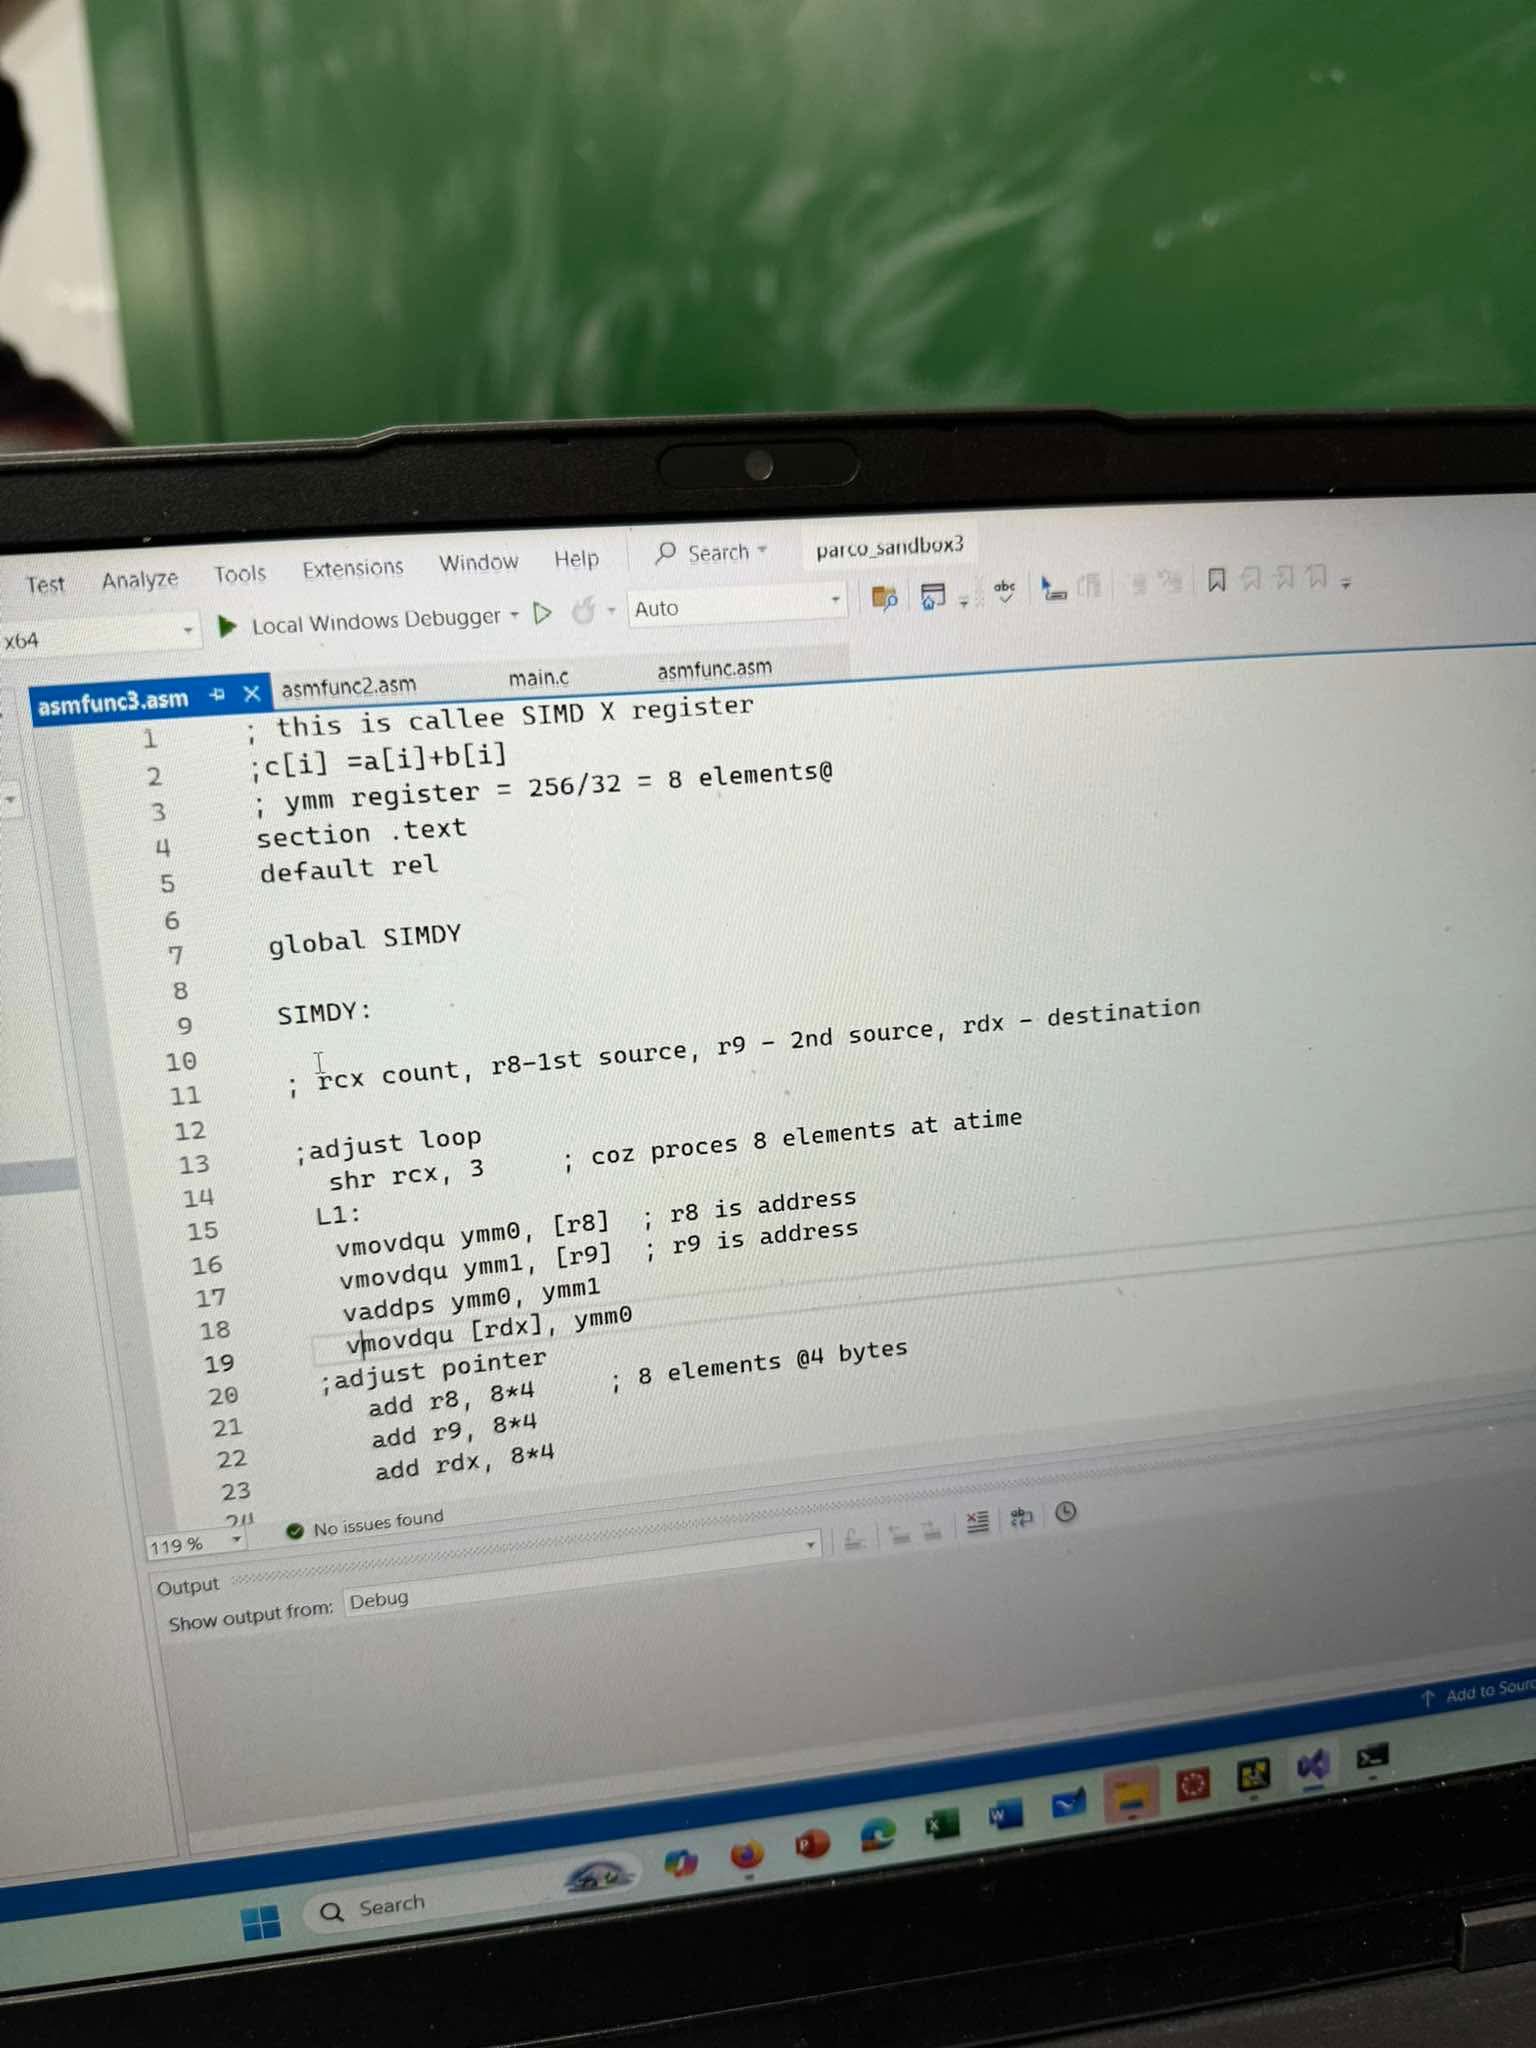 Test Analyze Tools Extensions Window Help Search parco_sandbox3
x64 Local Windows Debugger Auto
asmfunc3.asm asmfunc2.asm main.c asmfunc.asm
1 ; this is callee SIMD X register
2 ;c[i] =a[i]+b[i]
3 ; ymm register = 256/32 = 8 elements@
4 section .text
5 default rel
6
7 global SIMDY
8
9 SIMDY:
10
11 ; rcx count, r8-1st source, r9 - 2nd source, rdx - destination
12
13 ;adjust loop
14 shr rcx, 3 ; coz proces 8 elements at atime
15 L1:
16 vmovdqu ymm0, [r8] ; r8 is address
17 vmovdqu ymm1, [r9] ; r9 is address
18 vaddps ymm0, ymm1
19 vmovdqu [rdx], ymm0
20 ;adjust pointer
21 add r8, 8*4 ; 8 elements @4 bytes
22 add r9, 8*4
23 add rdx, 8*4
24
119 % No issues found
Output
Show output from: Debug
Add to Sourc
Search